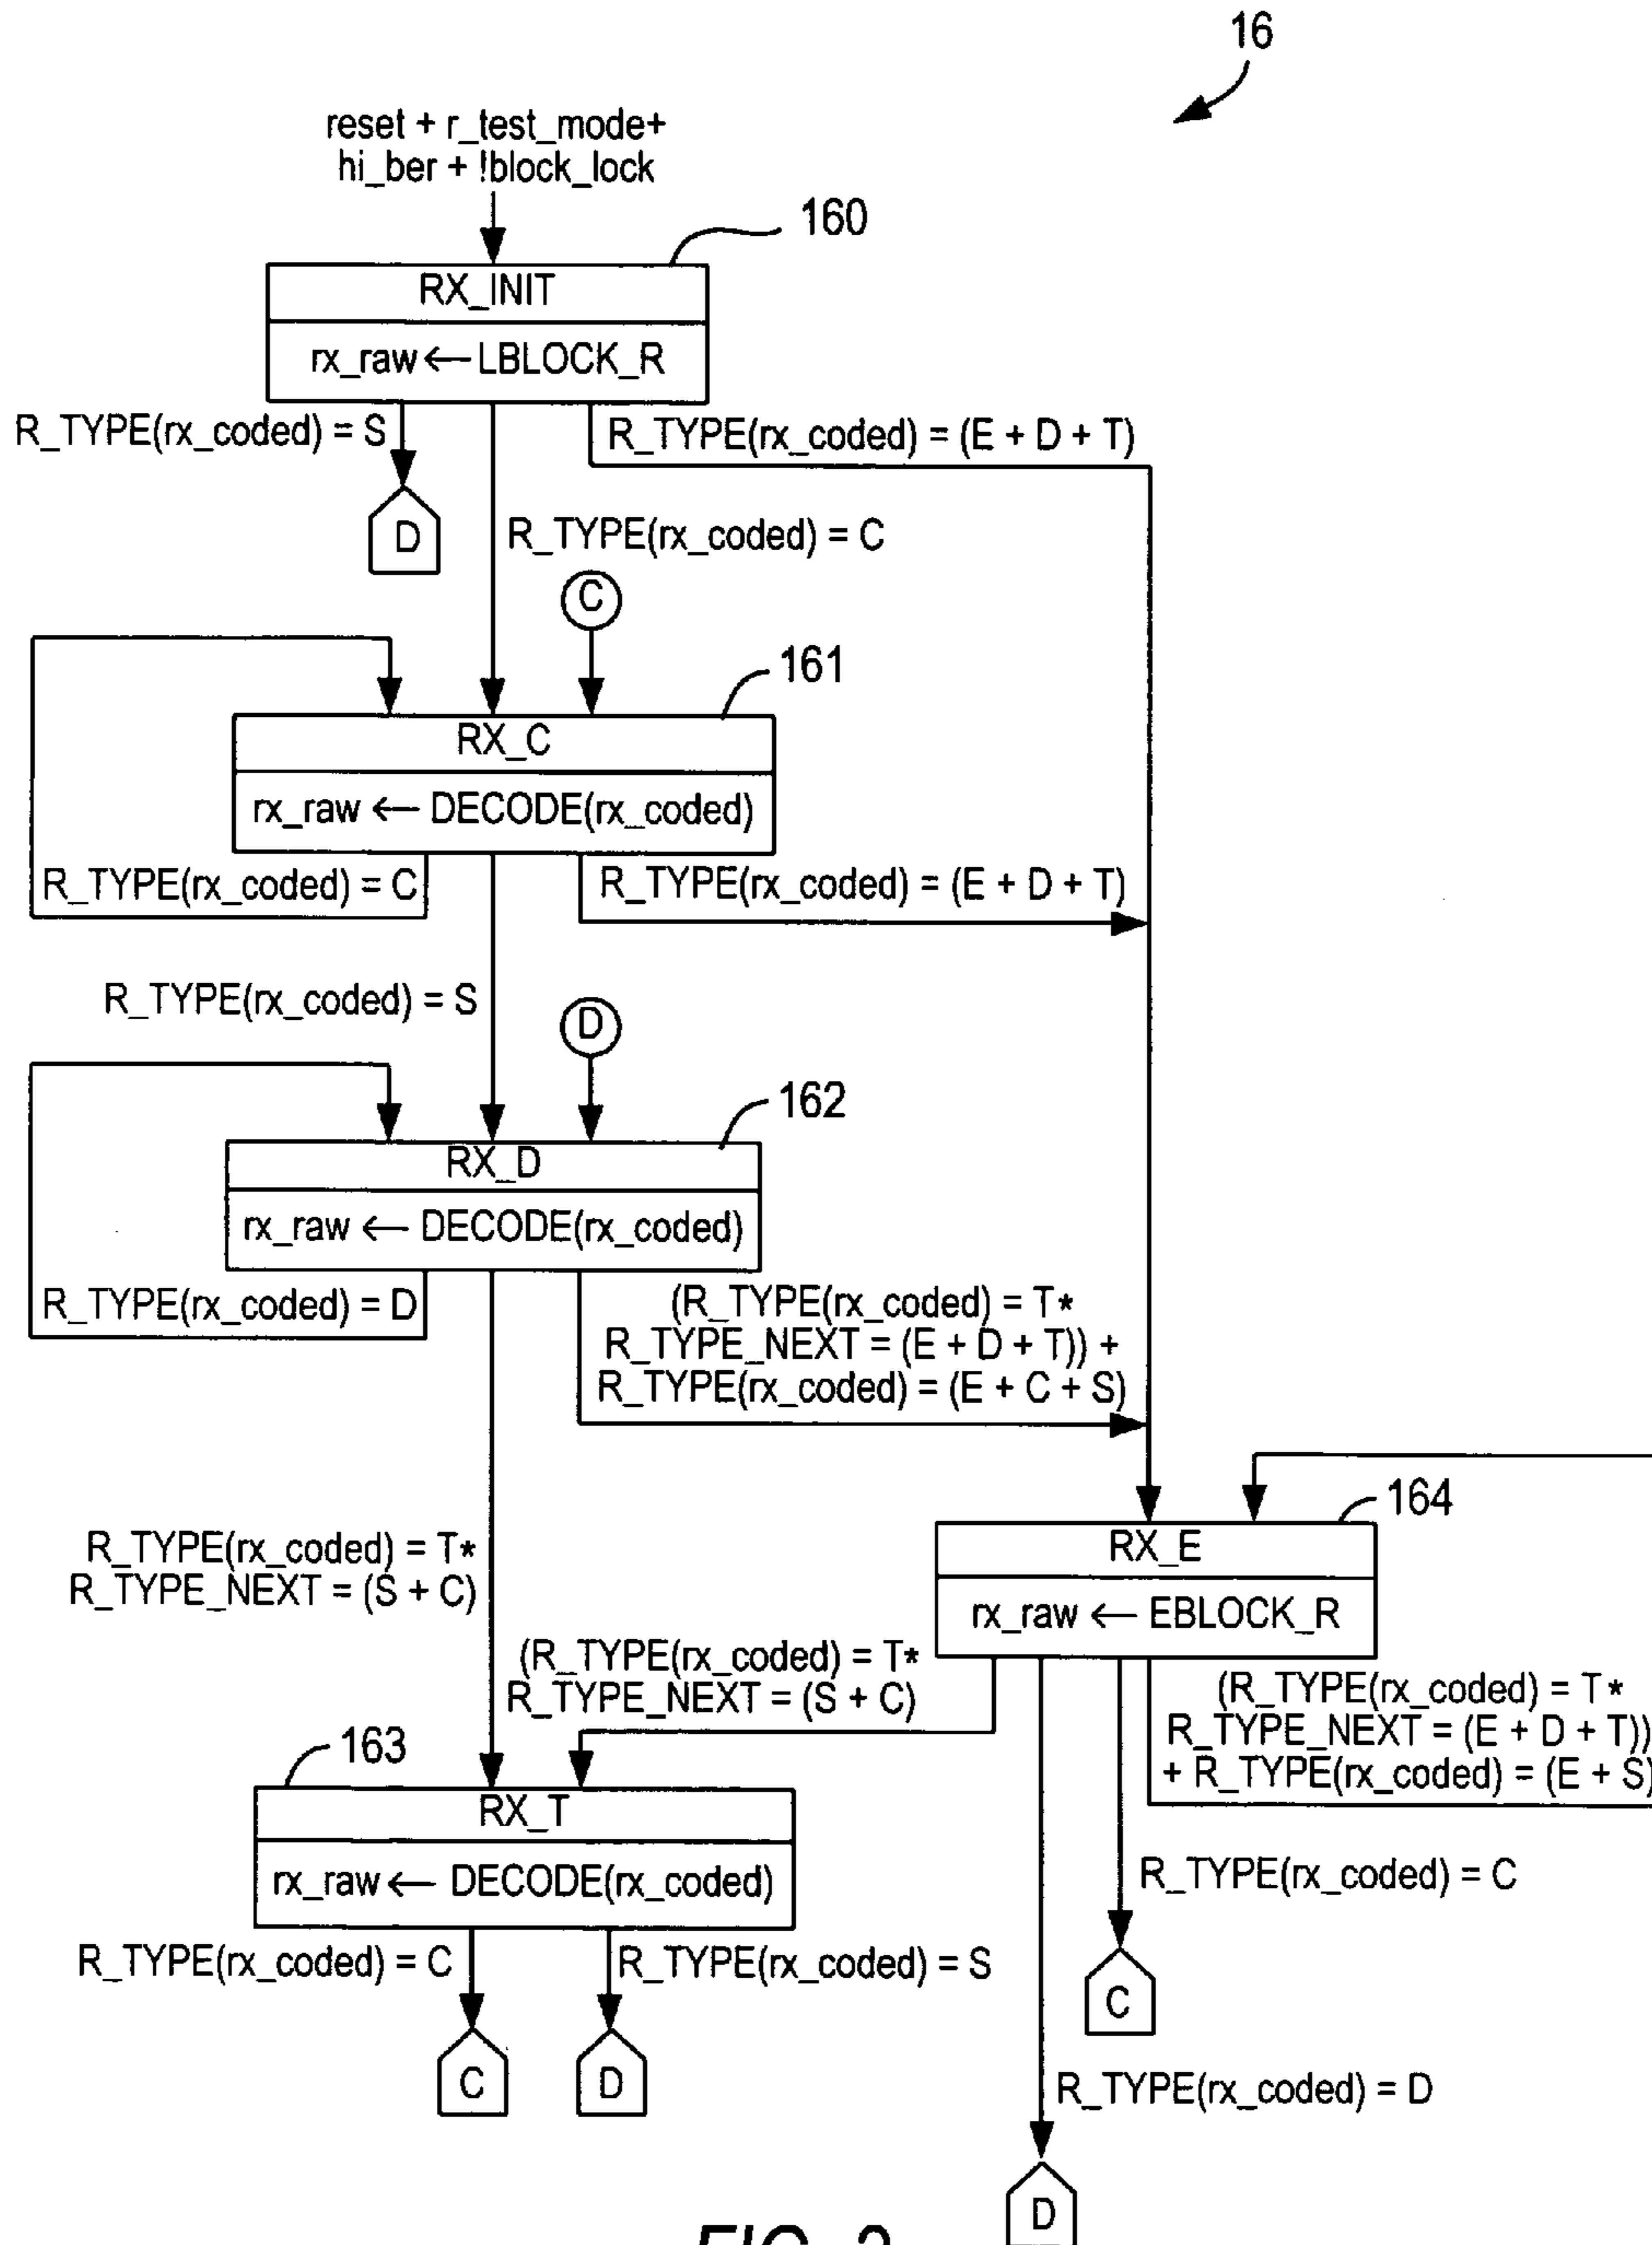 16
reset + r_test_mode+
hi_ber + !block_lock
160
RX_INIT
rx_raw ← LBLOCK_R
R_TYPE(rx_coded) = S
R_TYPE(rx_coded) = (E + D + T)
D
R_TYPE(rx_coded) = C
C
161
RX_C
rx_raw ← DECODE(rx_coded)
R_TYPE(rx_coded) = C
R_TYPE(rx_coded) = (E + D + T)
R_TYPE(rx_coded) = S
D
162
RX_D
rx_raw ← DECODE(rx_coded)
R_TYPE(rx_coded) = D
(R_TYPE(rx_coded) = T*
R_TYPE_NEXT = (E + D + T)) +
R_TYPE(rx_coded) = (E + C + S)
R_TYPE(rx_coded) = T*
R_TYPE_NEXT = (S + C)
164
RX_E
rx_raw ← EBLOCK_R
(R_TYPE(rx_coded) = T*
R_TYPE_NEXT = (S + C)
(R_TYPE(rx_coded) = T*
R_TYPE_NEXT = (E + D + T))
+ R_TYPE(rx_coded) = (E + S)
163
RX_T
rx_raw ← DECODE(rx_coded)
R_TYPE(rx_coded) = C
R_TYPE(rx_coded) = C
R_TYPE(rx_coded) = S
C
C
D
R_TYPE(rx_coded) = D
D
FIG.